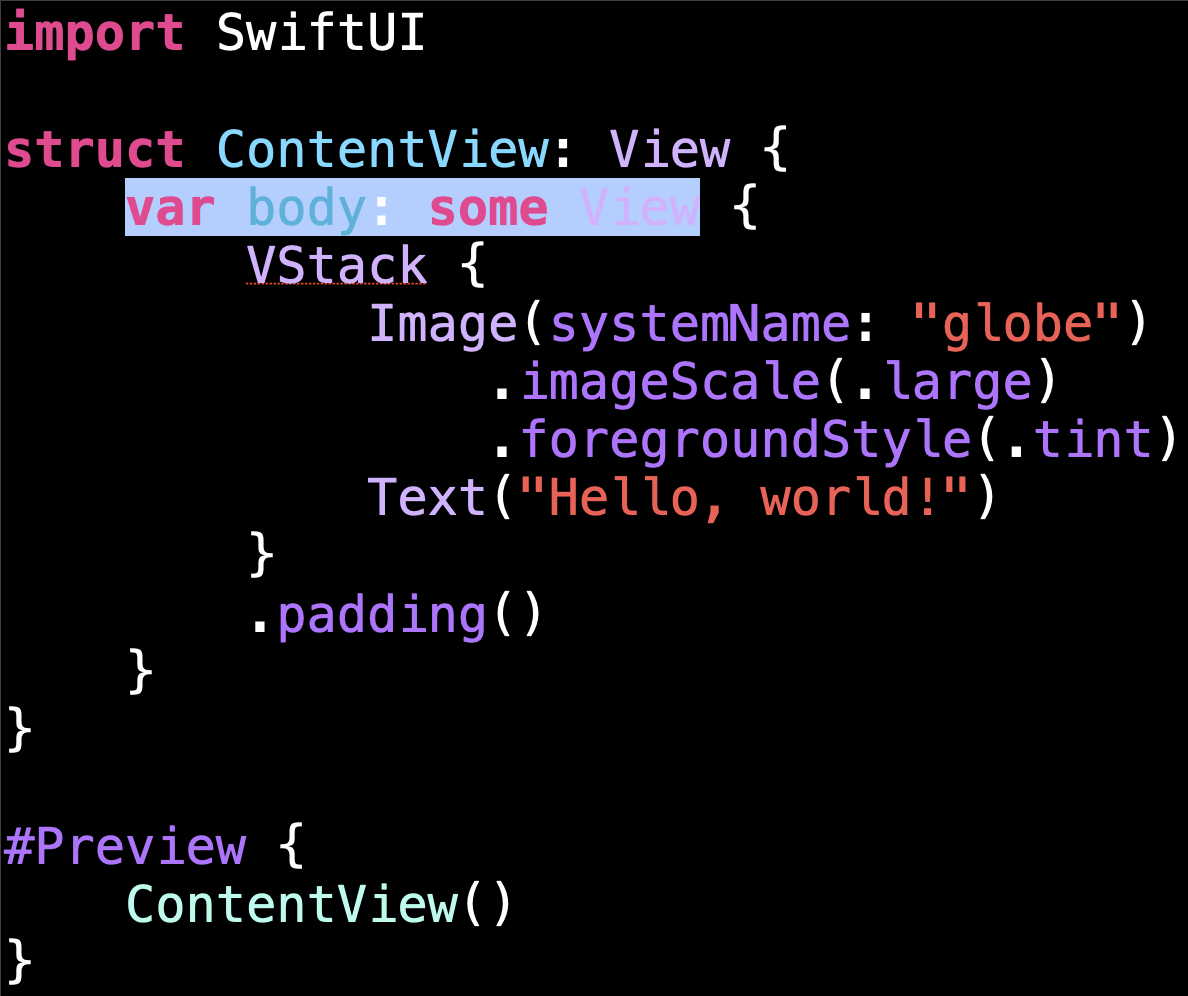 import SwiftUI
struct ContentView: View {
    var body: some View {
        VStack {
            Image(systemName: "globe")
                .imageScale(.large)
                .foregroundStyle(.tint)
            Text("Hello, world!")
        }
        .padding()
    }
}
#Preview {
    ContentView()
}